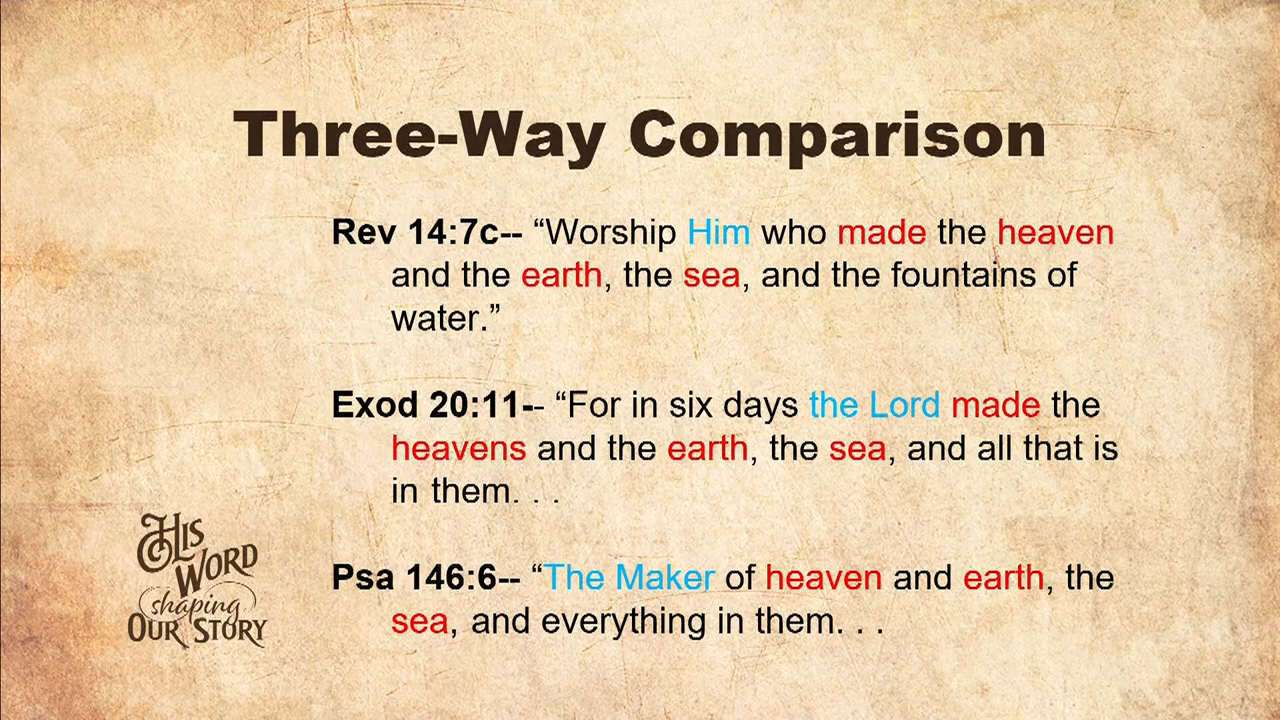 Three-Way Comparison
Rev 14:7c-- “Worship Him who made the heaven
and the earth, the sea, and the fountains of
water.”
Exod 20:11-- “For in six days the Lord made the
heavens and the earth, the sea, and all that is
in them. . .
Psa 146:6-- “The Maker of heaven and earth, the
sea, and everything in them. . .
HIS
WORD
shaping
OUR STORY